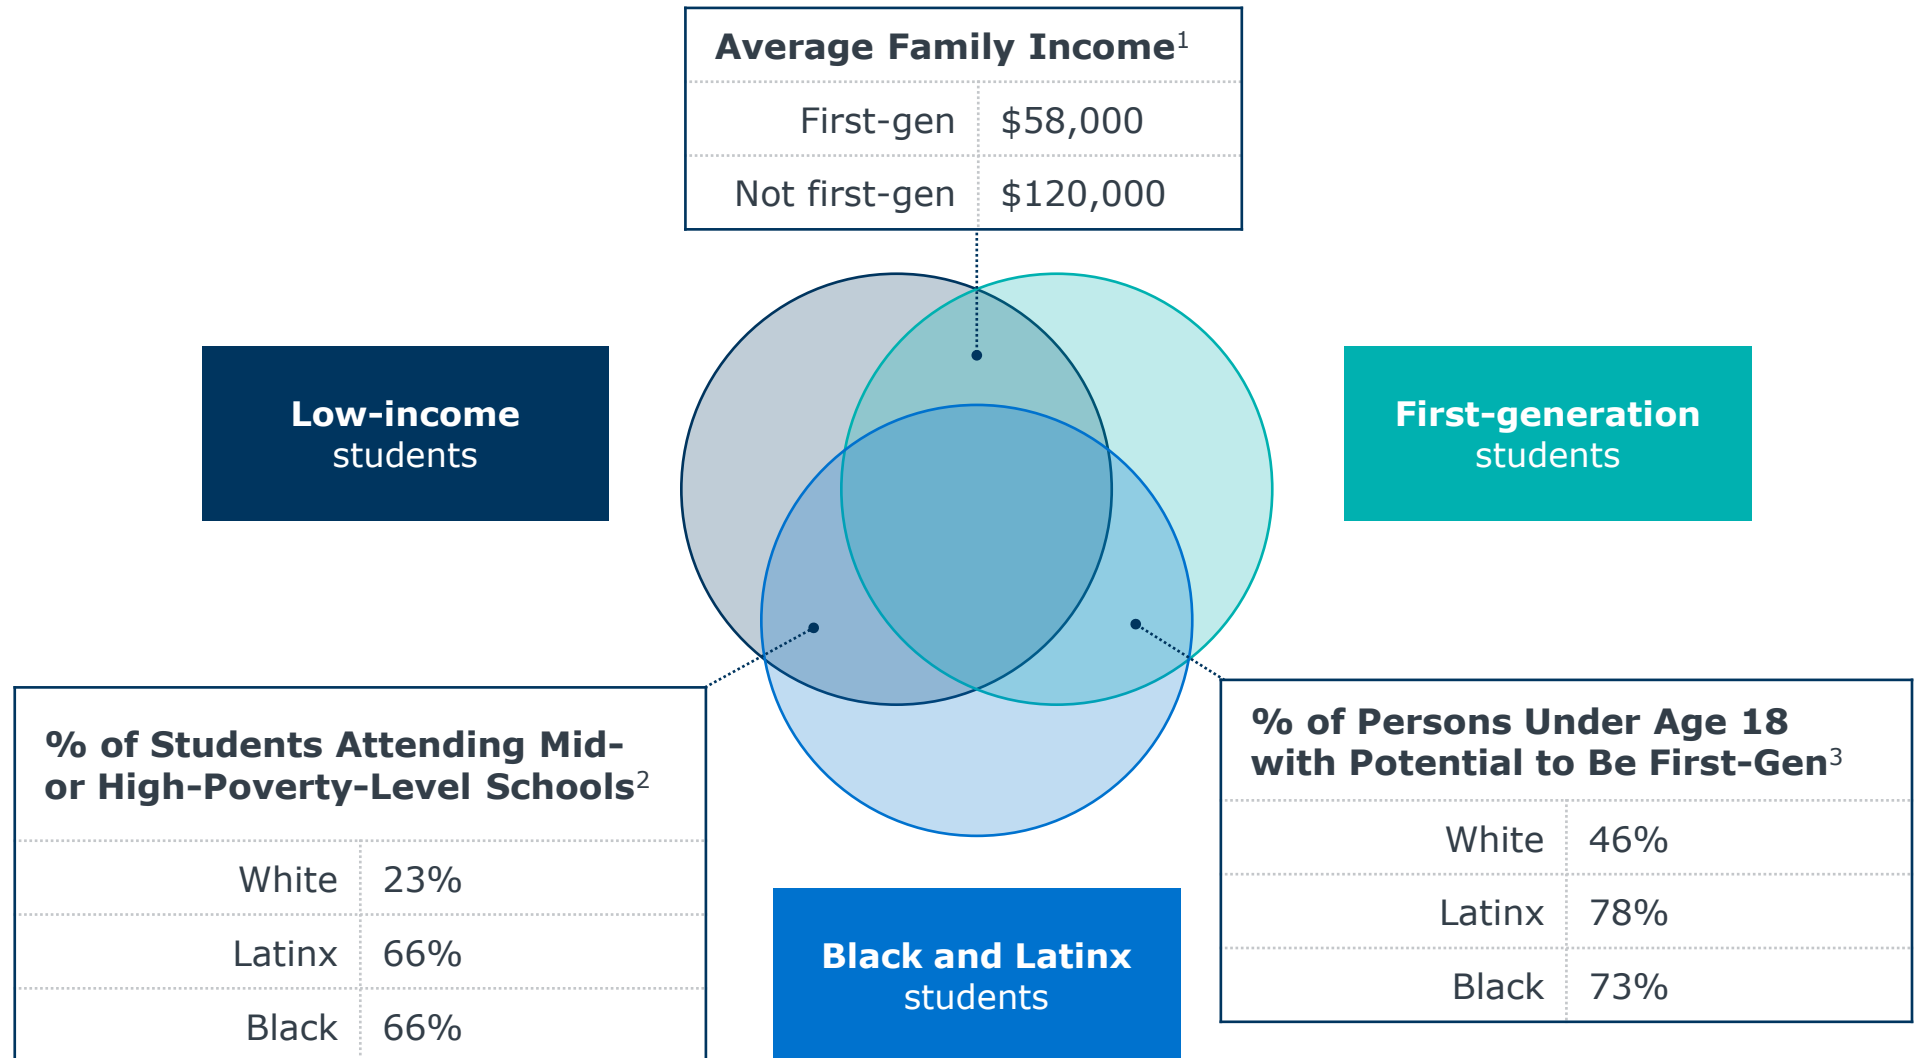 Average Family Income¹
First-gen $58,000
Not first-gen $120,000
Low-income
students
First-generation
students
% of Students Attending Mid-
or High-Poverty-Level Schools²
White 23%
Latinx 66%
Black 66%
Black and Latinx
students
% of Persons Under Age 18
with Potential to Be First-Gen³
White 46%
Latinx 78%
Black 73%